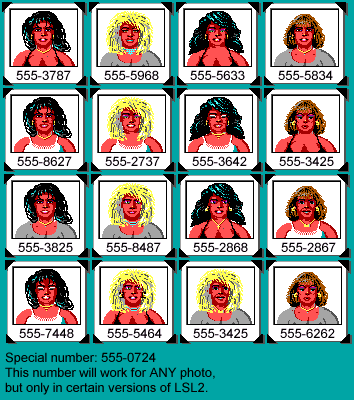 555-3787 555-5968 555-5633 555-5834
555-8627 555-2737 555-3642 555-3425
555-3825 555-8487 555-2868 555-2867
555-7448 555-5464 555-3425 555-6262
Special number: 555-0724
This number will work for ANY photo,
but only in certain versions of LSL2.